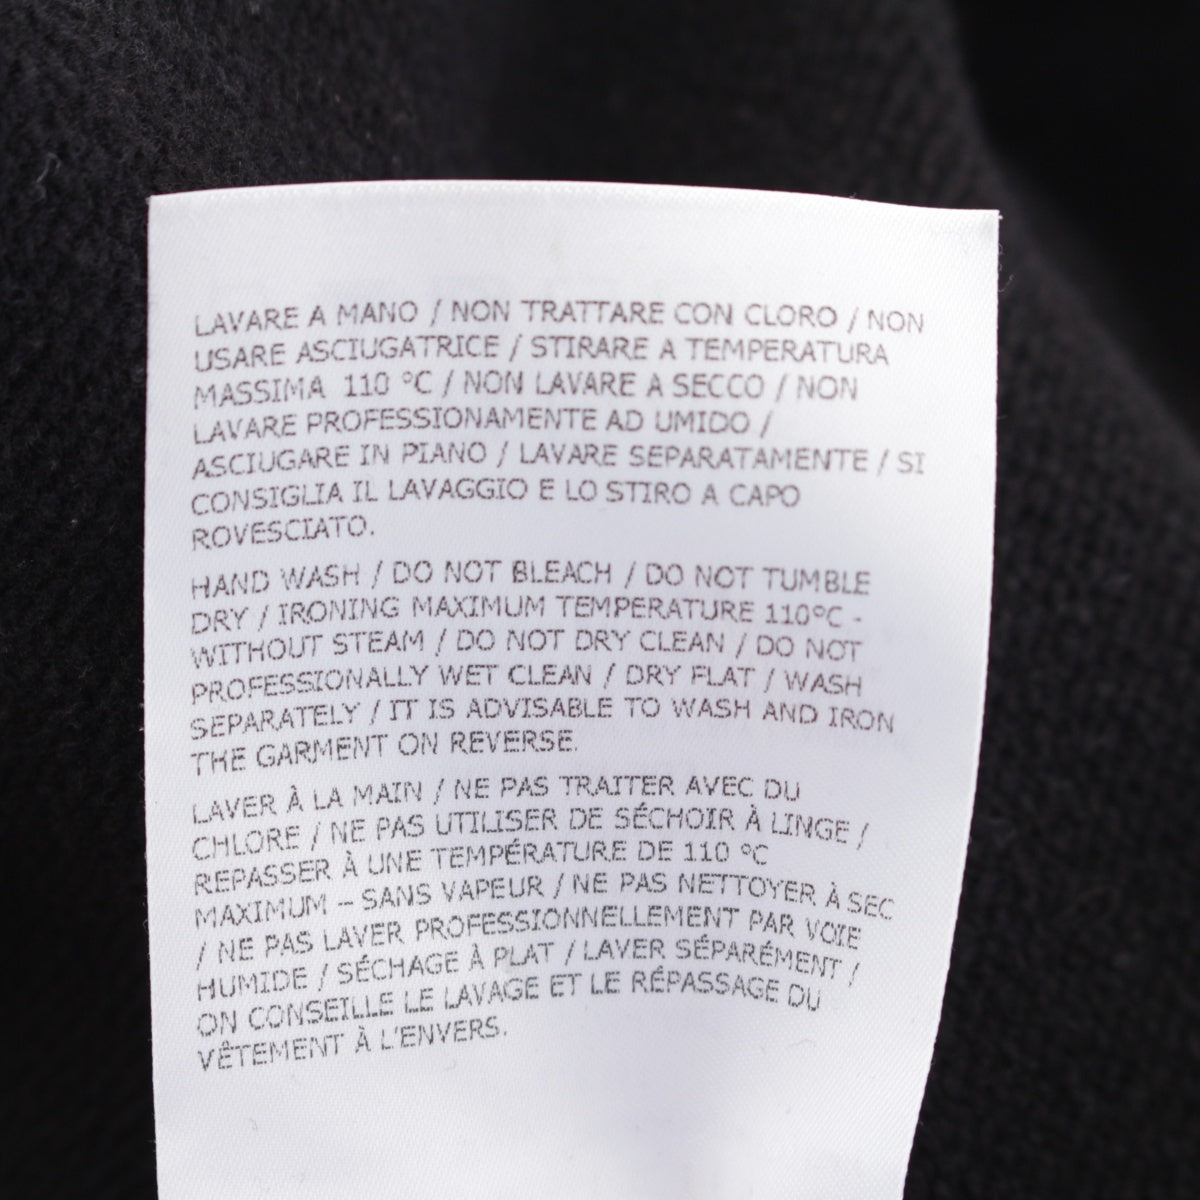 LAVARE A MANO / NON TRATTARE CON CLORO / NON
USARE ASCIUGATRICE / STIRARE A TEMPERATURA
MASSIMA 110 °C / NON LAVARE A SECCO / NON
LAVARE PROFESSIONAMENTE AD UMIDO /
ASCIUGARE IN PIANO / LAVARE SEPARATAMENTE / SI
CONSIGLIA IL LAVAGGIO E LO STIRO A CAPO
ROVESCIATO.
HAND WASH / DO NOT BLEACH / DO NOT TUMBLE
DRY / IRONING MAXIMUM TEMPERATURE 110°C -
WITHOUT STEAM / DO NOT DRY CLEAN / DO NOT
PROFESSIONALLY WET CLEAN / DRY FLAT / WASH
SEPARATELY / IT IS ADVISABLE TO WASH AND IRON
THE GARMENT ON REVERSE.
LAVER À LA MAIN / NE PAS TRAITER AVEC DU
CHLORE / NE PAS UTILISER DE SÉCHOIR À LINGE /
REPASSER À UNE TEMPÉRATURE DE 110 °C
MAXIMUM – SANS VAPEUR / NE PAS NETTOYER À SEC
/ NE PAS LAVER PROFESSIONNELLEMENT PAR VOIE
HUMIDE / SÉCHAGE À PLAT / LAVER SÉPARÉMENT /
ON CONSEILLE LE LAVAGE ET LE RÉPASSAGE DU
VÊTEMENT À L'ENVERS.